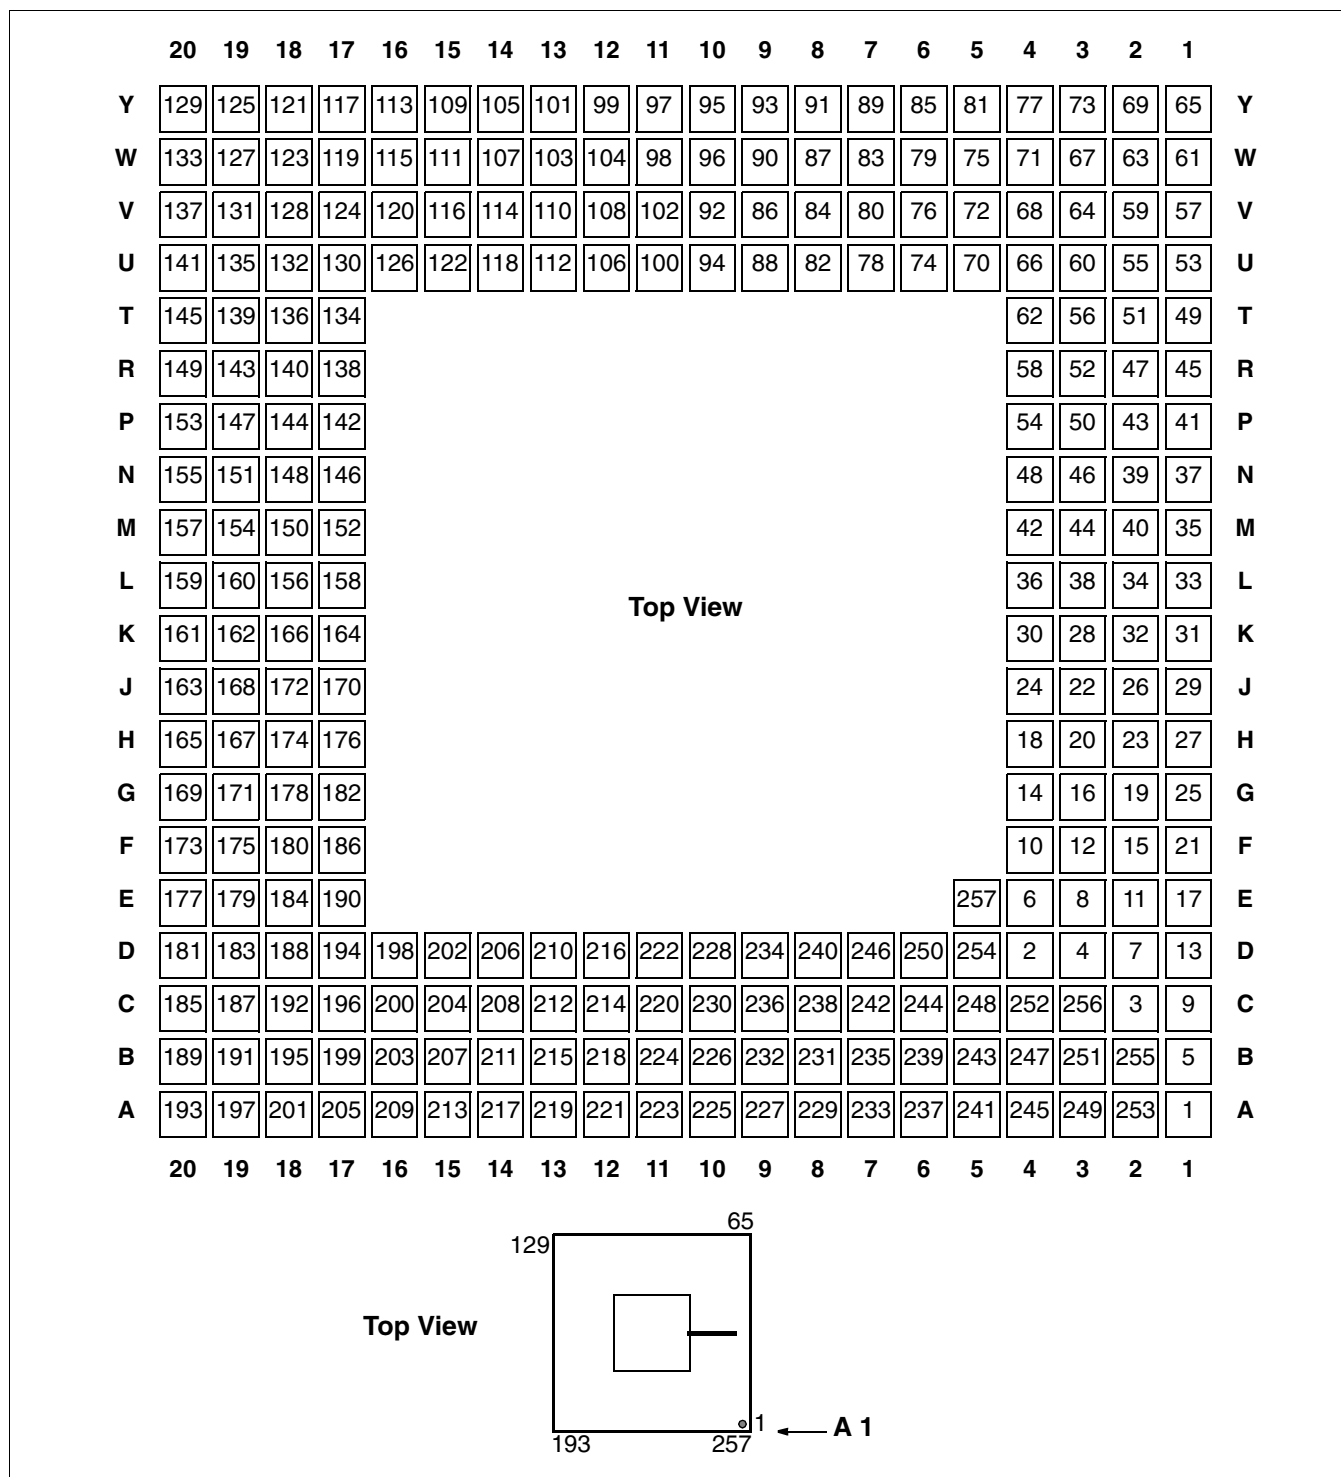 20 19 18 17 16 15 14 13 12 11 10 9 8 7 6 5 4 3 2 1
Y 129 125 121 117 113 109 105 101 99 97 95 93 91 89 85 81 77 73 69 65 Y
W 133 127 123 119 115 111 107 103 104 98 96 90 87 83 79 75 71 67 63 61 W
V 137 131 128 124 120 116 114 110 108 102 92 86 84 80 76 72 68 64 59 57 V
U 141 135 132 130 126 122 118 112 106 100 94 88 82 78 74 70 66 60 55 53 U
T 145 139 136 134 62 56 51 49 T
R 149 143 140 138 58 52 47 45 R
P 153 147 144 142 54 50 43 41 P
N 155 151 148 146 48 46 39 37 N
M 157 154 150 152 42 44 40 35 M
L 159 160 156 158 36 38 34 33 L
Top View
K 161 162 166 164 30 28 32 31 K
J 163 168 172 170 24 22 26 29 J
H 165 167 174 176 18 20 23 27 H
G 169 171 178 182 14 16 19 25 G
F 173 175 180 186 10 12 15 21 F
E 177 179 184 190 257 6 8 11 17 E
D 181 183 188 194 198 202 206 210 216 222 228 234 240 246 250 254 2 4 7 13 D
C 185 187 192 196 200 204 208 212 214 220 230 236 238 242 244 248 252 256 3 9 C
B 189 191 195 199 203 207 211 215 218 224 226 232 231 235 239 243 247 251 255 5 B
A 193 197 201 205 209 213 217 219 221 223 225 227 229 233 237 241 245 249 253 1 A
20 19 18 17 16 15 14 13 12 11 10 9 8 7 6 5 4 3 2 1
65
129
Top View
1 A 1
193 257